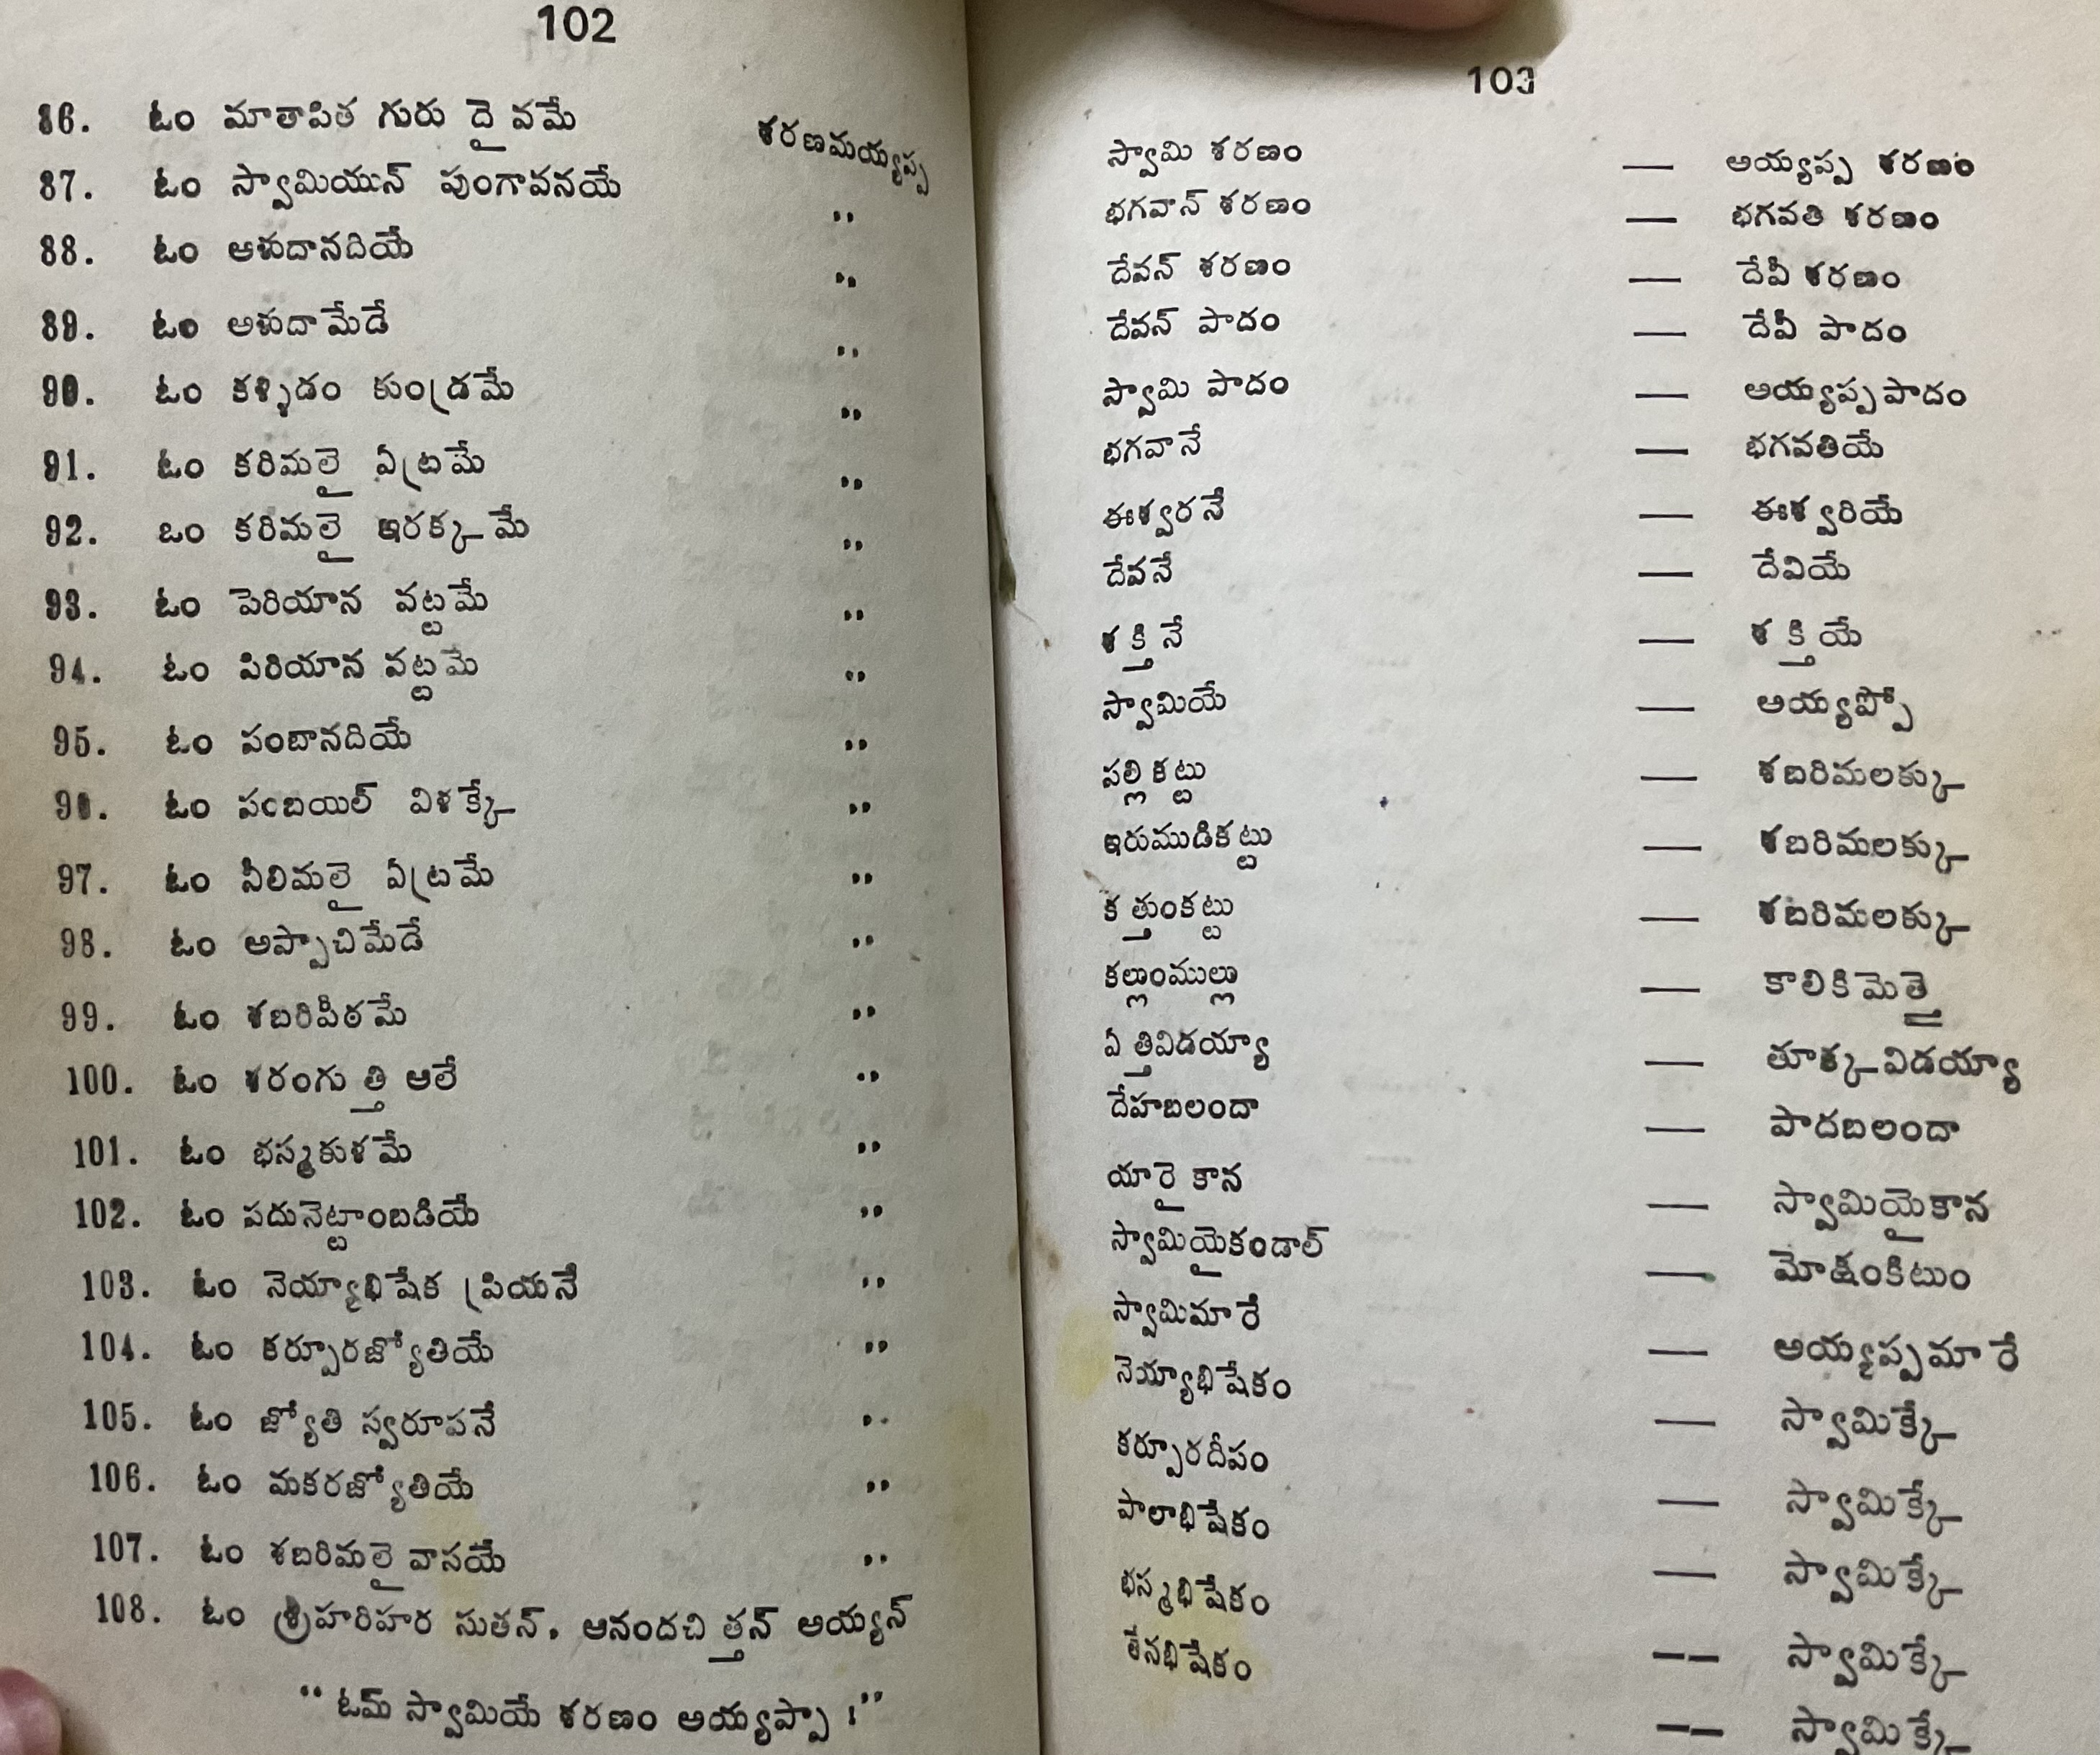 102
86. ఓం మాతాపిత గురు దైవమే శరణమయ్యప్ప
87. ఓం స్వామియున్ పుంగావనయే ,,
88. ఓం ఆళుదానదియే ,,
89. ఓం అళుదామేడే ,,
90. ఓం కళ్ళిడం కుండ్రమే ,,
91. ఓం కరిమలై ఏట్రమే ,,
92. ఒం కరిమలై ఇరక్కమే ,,
93. ఓం పెరియాన వట్టమే ,,
94. ఓం పిరియాన వట్టమే ,,
95. ఓం పంబానదియే ,,
96. ఓం పంబయిల్ విళక్కే ,,
97. ఓం నీలిమలై ఏట్రమే ,,
98. ఓం అప్పాచిమేడే ,,
99. ఓం శబరిపీఠమే ,,
100. ఓం శరంగుత్తి ఆలే ,,
101. ఓం భస్మకుళమే ,,
102. ఓం పదునెట్టాంబడియే ,,
103. ఓం నెయ్యాభిషేక ప్రియనే ,,
104. ఓం కర్పూరజ్యోతియే ,,
105. ఓం జ్యోతి స్వరూపనే ,,
106. ఓం మకరజ్యోతియే ,,
107. ఓం శబరిమలై వాసయే ,,
108. ఓం శ్రీహరిహర సుతన్. ఆనందచిత్తన్ అయ్యన్
“ ఓమ్ స్వామియే శరణం అయ్యప్పా !”
103
స్వామి శరణం — అయ్యప్ప శరణం
భగవాన్ శరణం — భగవతి శరణం
దేవన్ శరణం — దేవీ శరణం
దేవన్ పాదం — దేవీ పాదం
స్వామి పాదం — అయ్యప్పపాదం
భగవానే — భగవతియే
ఈశ్వరనే — ఈశ్వరియే
దేవనే — దేవియే
శక్తినే — శక్తియే
స్వామియే — అయ్యప్పో
పల్లికట్టు — శబరిమలక్కు
ఇరుముడికట్టు — శబరిమలక్కు
కత్తుంకట్టు — శబరిమలక్కు
కల్లుంముల్లు — కాలికిమెత్తై
ఏత్తివిడయ్యా — తూక్కవిడయ్యా
దేహబలందా — పాదబలందా
యారై కాన — స్వామియైకాన
స్వామియైకండాల్ — మోక్షంకిటుం
స్వామిమారే — అయ్యప్పమారే
నెయ్యాభిషేకం — స్వామిక్కే
కర్పూరదీపం — స్వామిక్కే
పాలాభిషేకం — స్వామిక్కే
భస్మభిషేకం -- స్వామిక్కే
తేనభిషేకం -- స్వామిక్కే